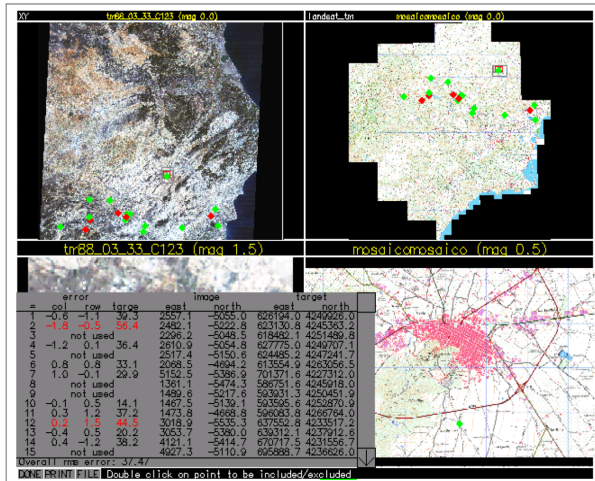 XY tm88_03_33_C123 (mag 0.0)
landsat_tm mosaicomosaico (mag 0.0)
tm88_03_33_C123 (mag 1.5)
mosaicomosaico (mag 0.5)
error image target
= col row targe east north east north
1 -0.6 -1.1 39.3 2557.1 -5055.0 626194.0 4249026.0
2 -1.8 -0.5 56.4 2482.1 -5222.8 623130.8 4245363.2
3 not used 2296.2 -5048.5 618482.1 4251489.8
4 -1.2 0.1 36.4 2610.9 -5054.8 627775.0 4249707.1
5 not used 2517.4 -5150.6 624485.2 4247241.7
6 0.8 0.8 33.1 2068.5 -4694.2 613554.9 4263056.5
7 1.0 -0.1 29.9 5152.5 -5386.9 701371.6 4227312.0
8 not used 1361.1 -5474.3 586751.6 4245918.0
9 not used 1489.6 -5217.6 593931.3 4250451.9
10 -0.1 0.5 14.1 1467.5 -5139.1 593595.6 4252870.9
11 0.3 1.2 37.2 1473.8 -4668.8 596083.8 4266764.9
12 0.2 1.5 44.5 3018.9 -5535.3 637552.8 4233517.2
13 -0.4 0.5 20.2 3053.7 -5380.0 639312.1 4237912.6
14 0.4 -1.2 38.2 4121.1 -5414.7 670717.5 4231556.7
15 not used 4927.3 -5110.9 695888.7 4236626.0
Overall rms error: 37.47
DONE PRINT FILE Double click on point to be included/excluded